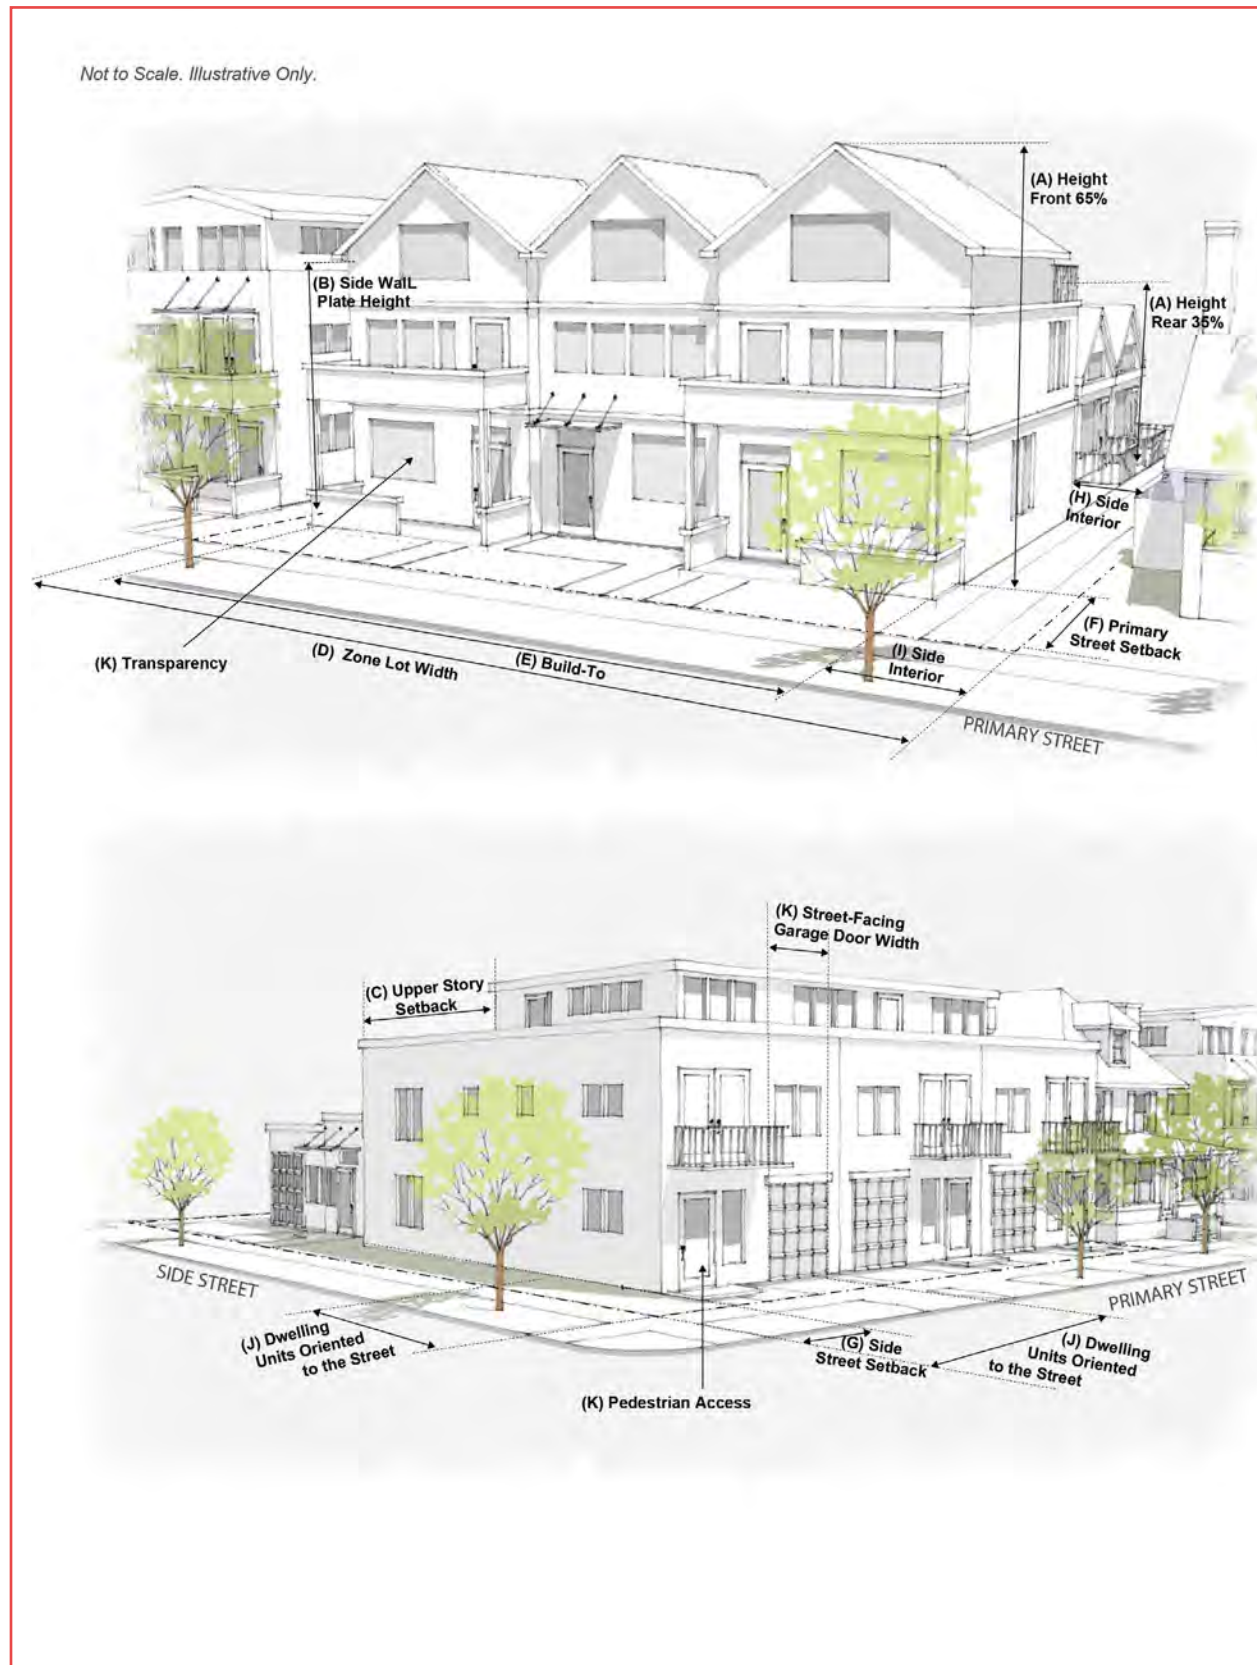 Not to Scale. Illustrative Only.
(A) Height
Front 65%
(B) Side WalL
Plate Height
(A) Height
Rear 35%
(H) Side
Interior
(F) Primary
Street Setback
(I) Side
Interior
(K) Transparency
(D) Zone Lot Width
(E) Build-To
PRIMARY STREET
(K) Street-Facing
Garage Door Width
(C) Upper Story
Setback
SIDE STREET
PRIMARY STREET
(J) Dwelling
Units Oriented
to the Street
(G) Side
Street Setback
(J) Dwelling
Units Oriented
to the Street
(K) Pedestrian Access